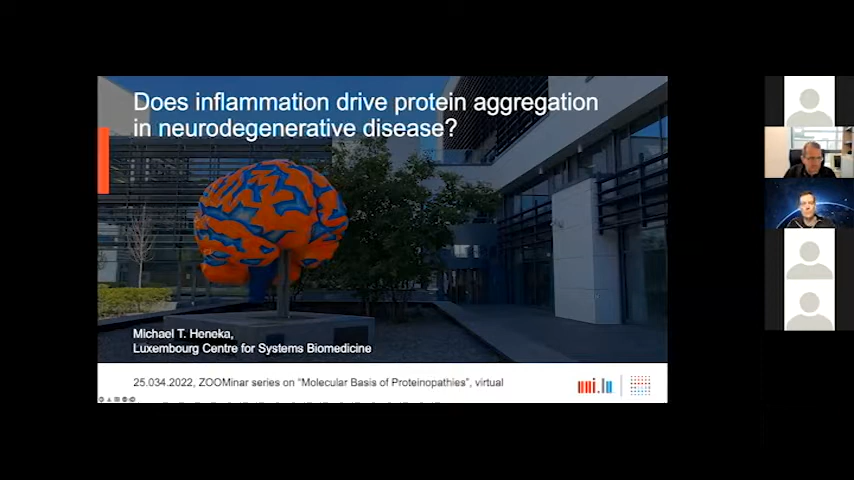 Does inflammation drive protein aggregation
in neurodegenerative disease?
Michael T. Heneka,
Luxembourg Centre for Systems Biomedicine
25.034.2022, ZOOMinar series on “Molecular Basis of Proteinopathies”, virtual
uni.lu